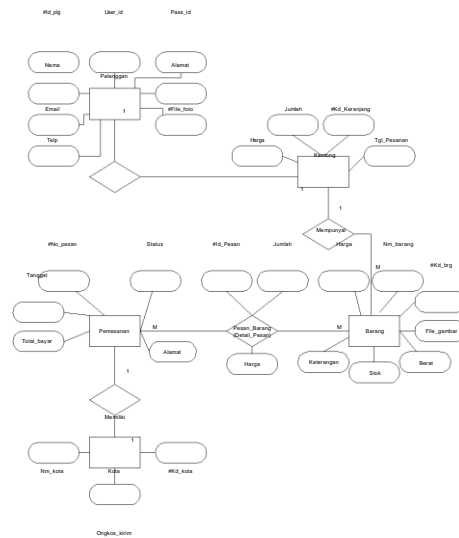 #Id_plg User_id Pass_id
Nama Alamat
Pelanggan
Email 1 #File_foto
Jumlah #Kd_Keranjang
Telp
Harga Tgl_Pesanan
Kantong
1
1
Mempunyai
#No_pesan Status #Id_Pesan Jumlah Harga Nm_barang
#Kd_brg
M
Tanggal
M M
Pemesanan Pesan_Barang Barang File_gambar
(Detail_Pesan)
Total_bayar
Alamat
Harga Keterangan Berat
Stok
1
Memiliki
1
Nm_kota Kota #Kd_kota
Ongkos_kirim